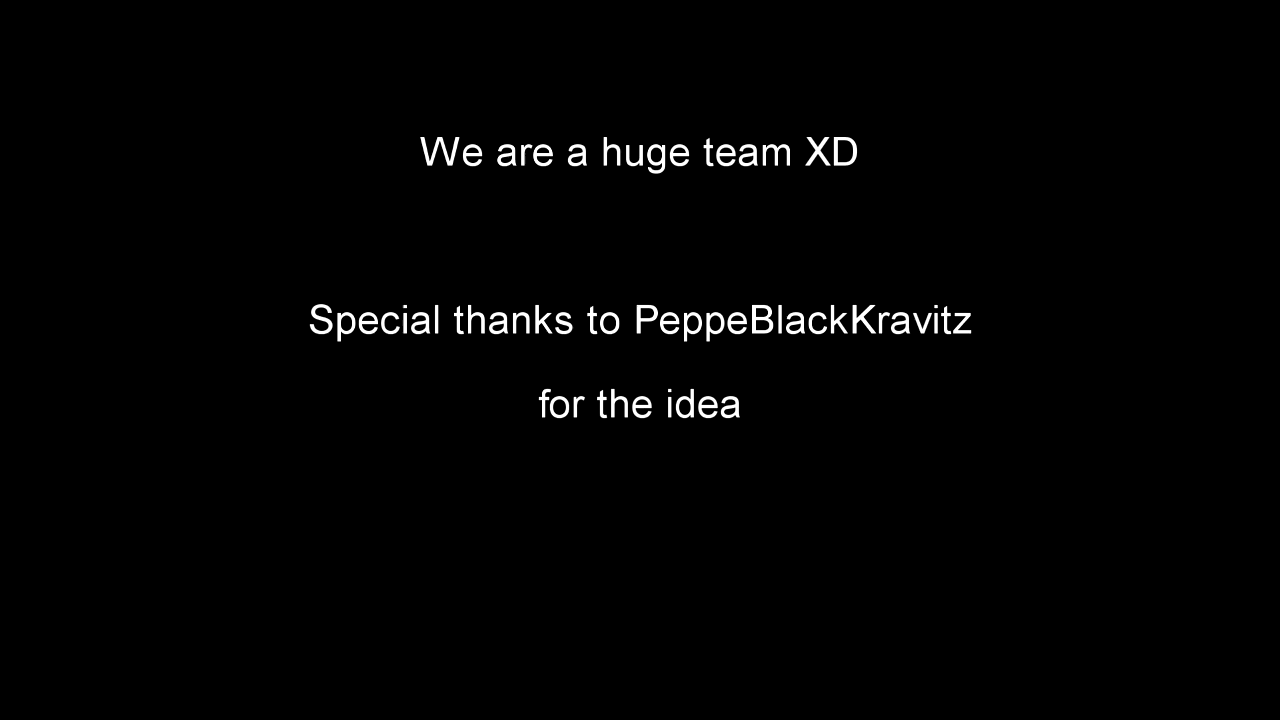 We are a huge team XD
Special thanks to PeppeBlackKravitz
for the idea